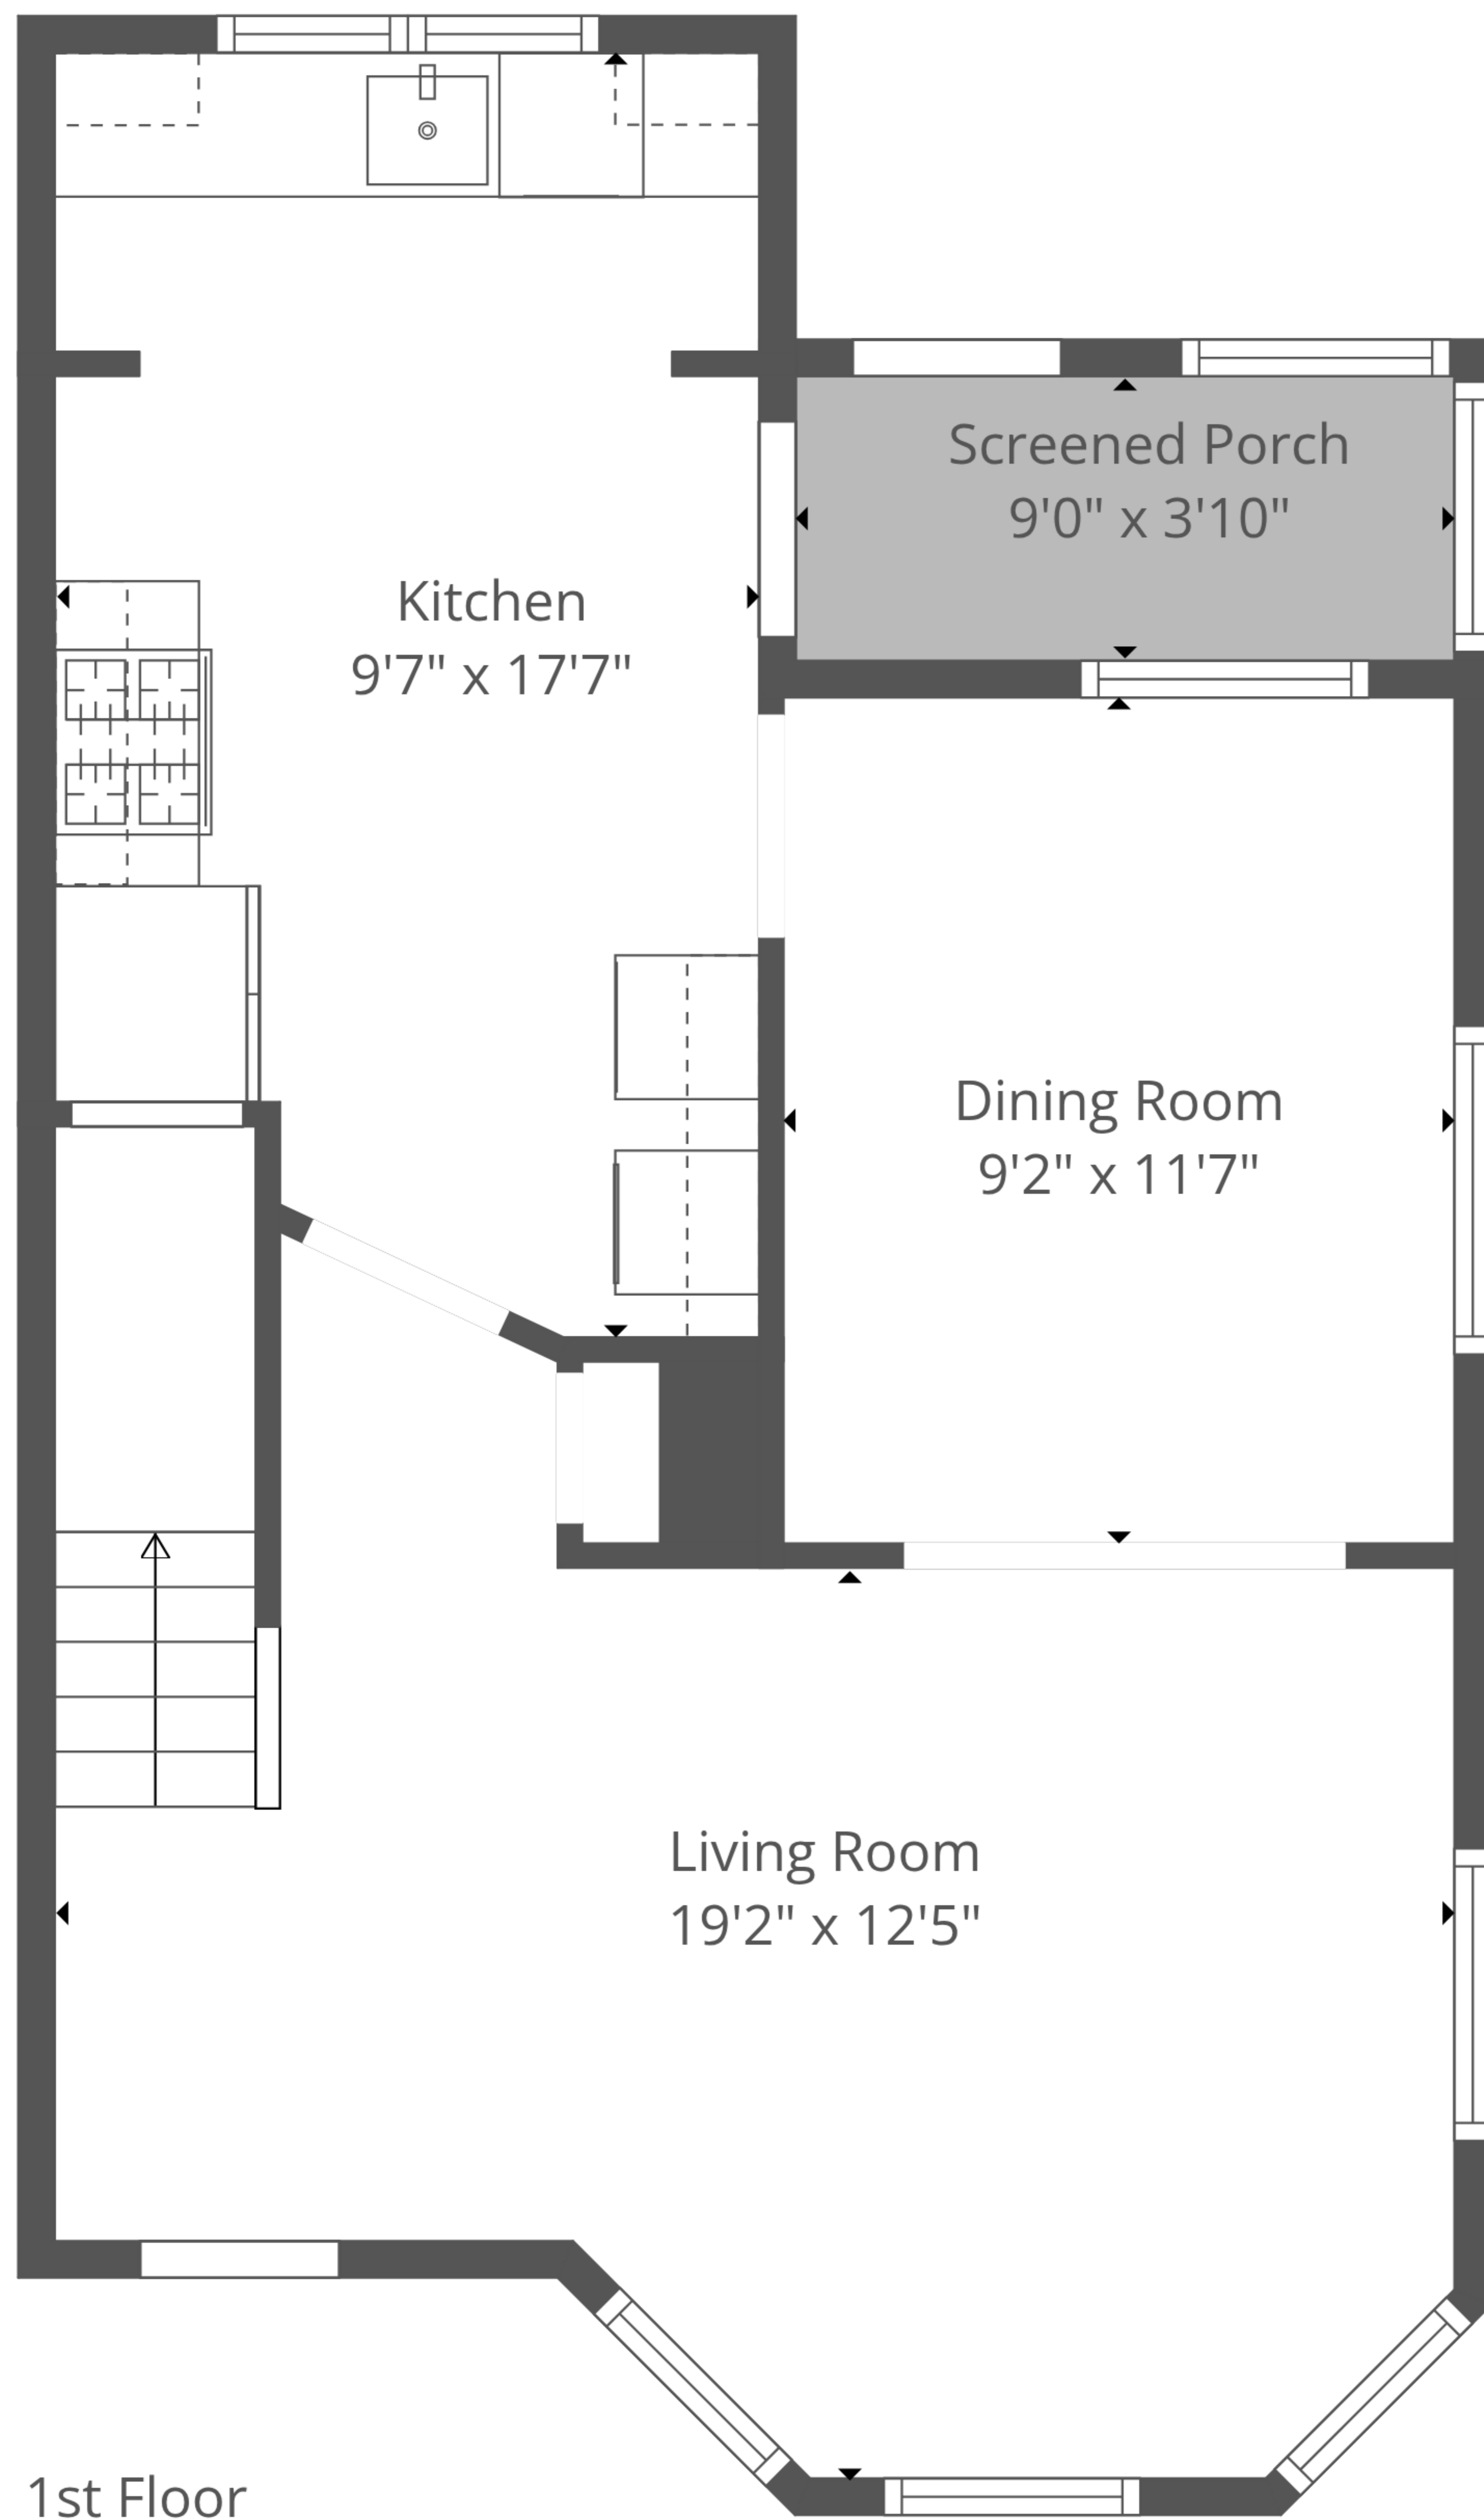 Screened Porch
9'0" x 3'10"
Kitchen
9'7" x 17'7"
Dining Room
9'2" x 11'7"
Living Room
19'2" x 12'5"
1st Floor